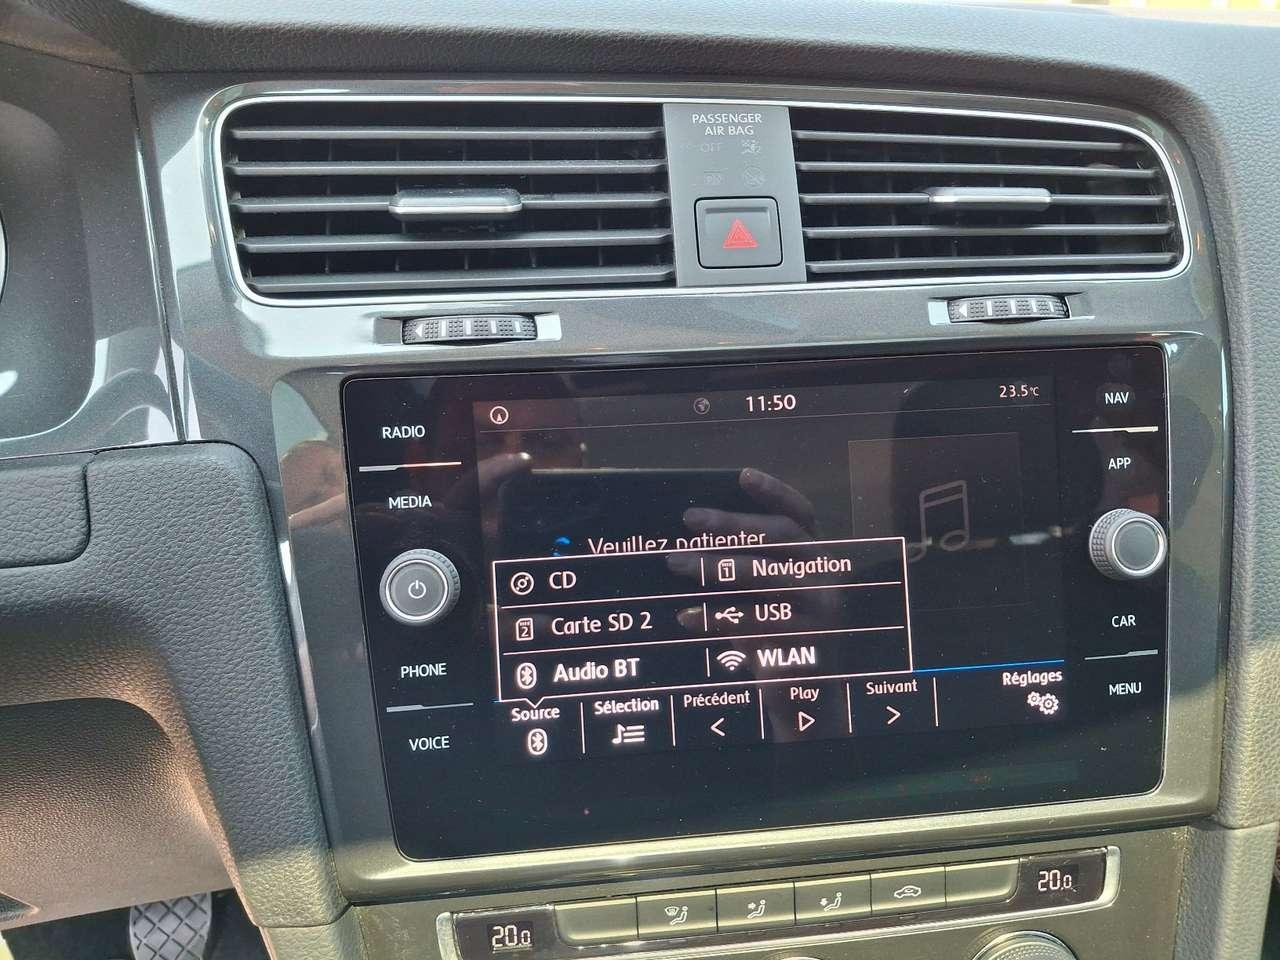 PASSENGER
AIR BAG
OFF
11:50
23.5°C
RADIO
MEDIA
PHONE
VOICE
NAV
APP
CAR
MENU
Veuillez patienter
CD
Navigation
Carte SD 2
USB
Audio BT
WLAN
Source
Sélection
Précédent
Play
Suivant
Réglages
20.0
20.0